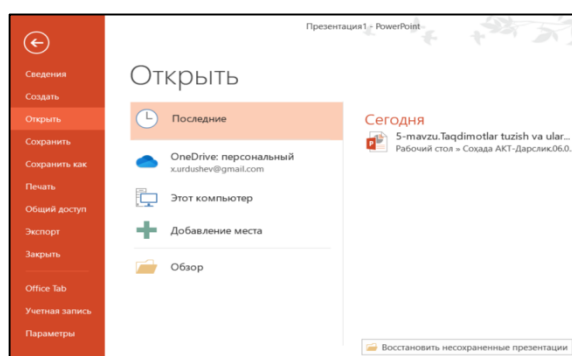 Презентация1 - PowerPoint
Сведения
Создать
Открыть
Сохранить
Сохранить как
Печать
Общий доступ
Экспорт
Закрыть
Office Tab
Учетная запись
Параметры
Открыть
Последние
OneDrive: персональный
x.urdushev@gmail.com
Этот компьютер
Добавление места
Обзор
Сегодня
5-mavzu.Taqdimotlar tuzish va ular...
Рабочий стол » Соҳада АКТ-Дарслик.06.0...
Восстановить несохраненные презентации